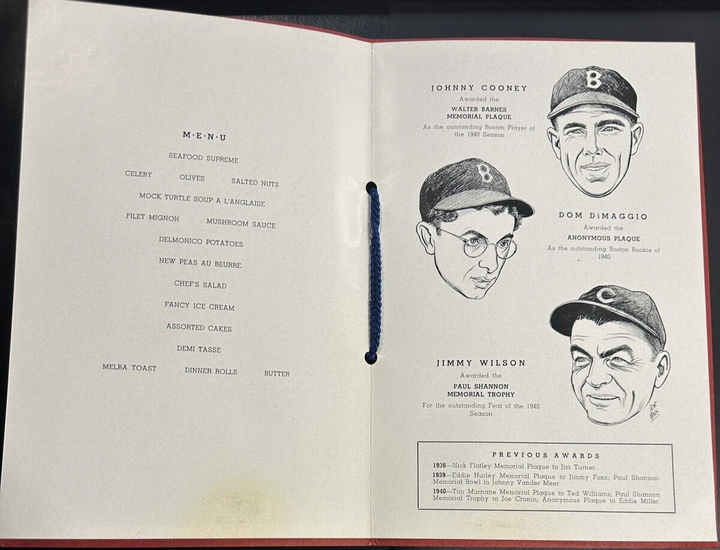 M·E·N·U
SEAFOOD SUPREME
CELERY OLIVES SALTED NUTS
MOCK TURTLE SOUP A L'ANGLAISE
FILET MIGNON MUSHROOM SAUCE
DELMONICO POTATOES
NEW PEAS AU BEURRE
CHEF'S SALAD
FANCY ICE CREAM
ASSORTED CAKES
DEMI TASSE
MELBA TOAST DINNER ROLLS BUTTER
JOHNNY COONEY
Awarded the
WALTER BARNES
MEMORIAL PLAQUE
As the outstanding Boston Player of
the 1940 Season
B
B
DOM DiMAGGIO
Awarded the
ANONYMOUS PLAQUE
As the outstanding Boston Rookie of
1940
C
JIMMY WILSON
Awarded the
PAUL SHANNON
MEMORIAL TROPHY
For the outstanding Feat of the 1940
Season
PREVIOUS AWARDS
1938—Nick Flatley Memorial Plaque to Jim Turner.
1939—Eddie Hurley Memorial Plaque to Jimmy Foxx; Paul Shannon
Memorial Bowl to Johnny Vander Meer.
1940—Tim Murnane Memorial Plaque to Ted Williams; Paul Shannon
Memorial Trophy to Joe Cronin; Anonymous Plaque to Eddie Miller.